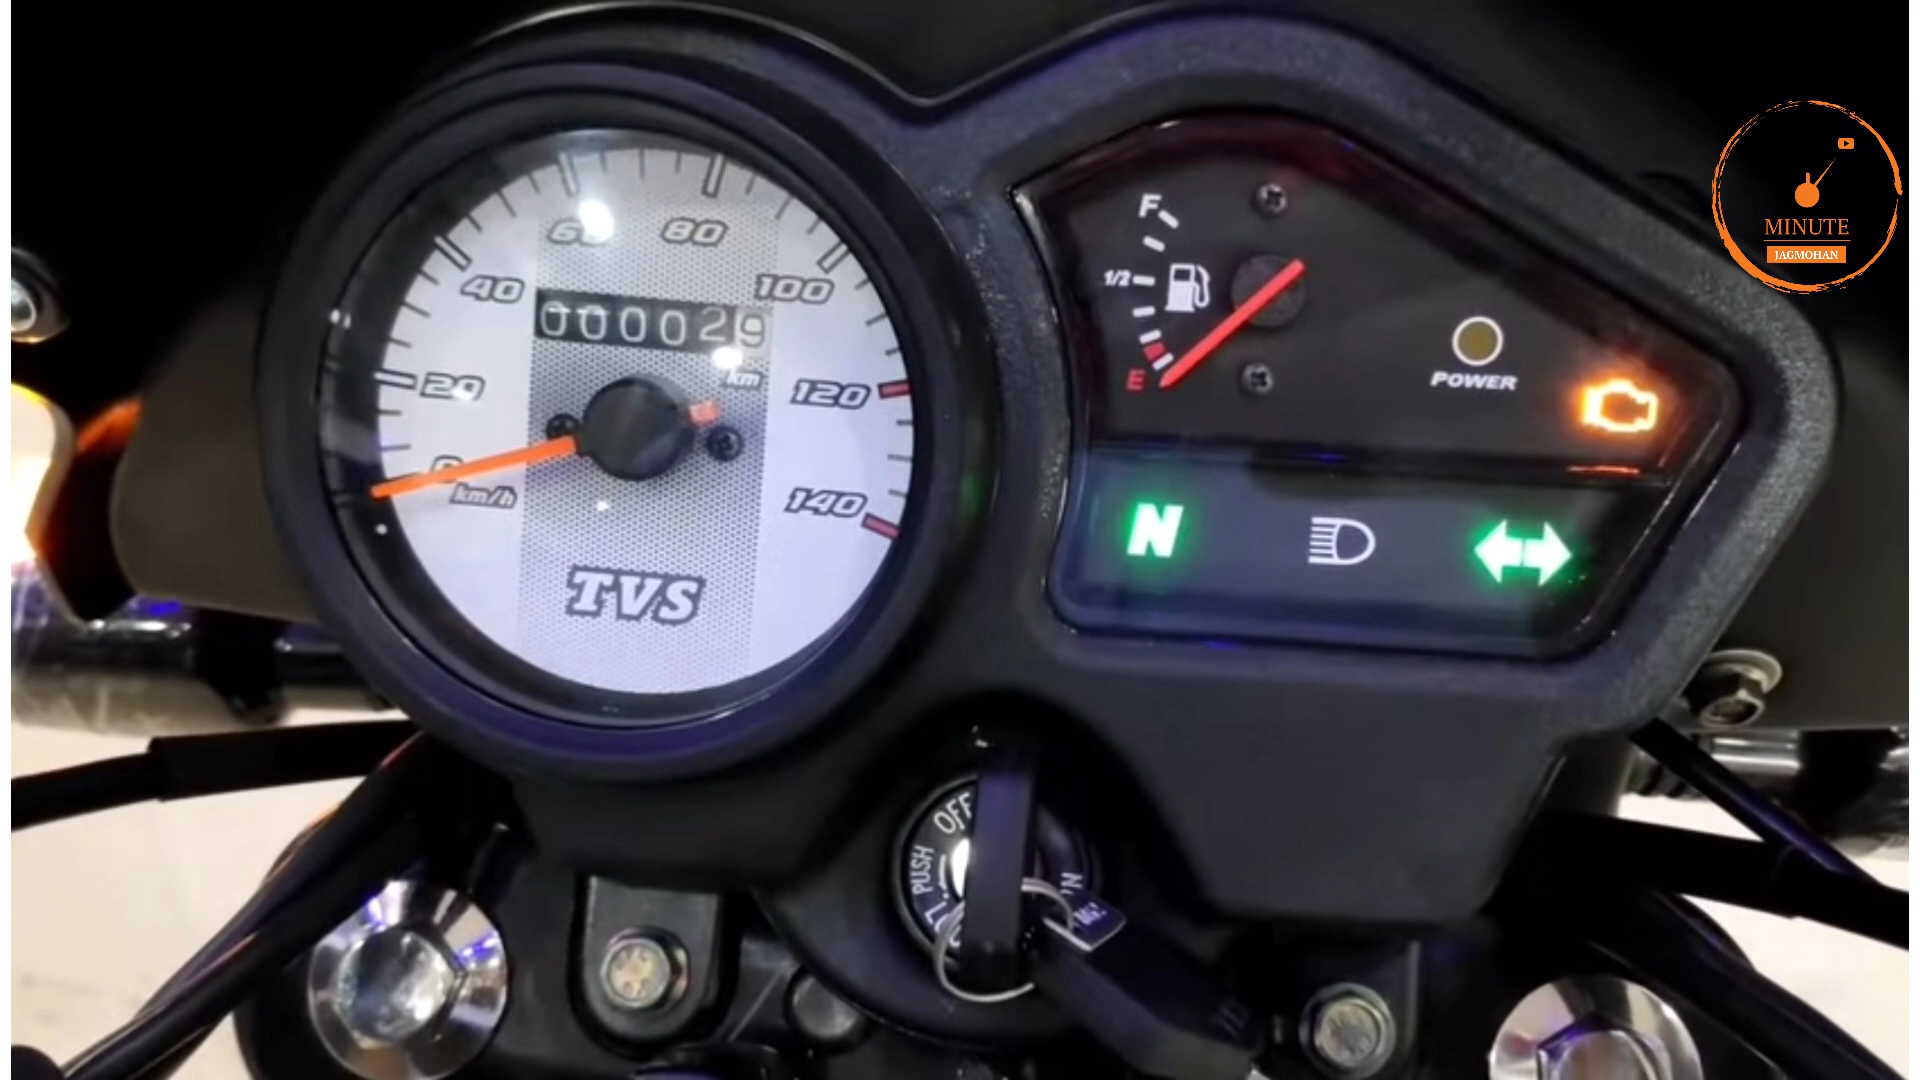 60 80
40 100
000029
km
20 120
0
km/h
140
TVS
F
1/2
E
POWER
N
OFF
PUSH
MINUTE
JAGMOHAN